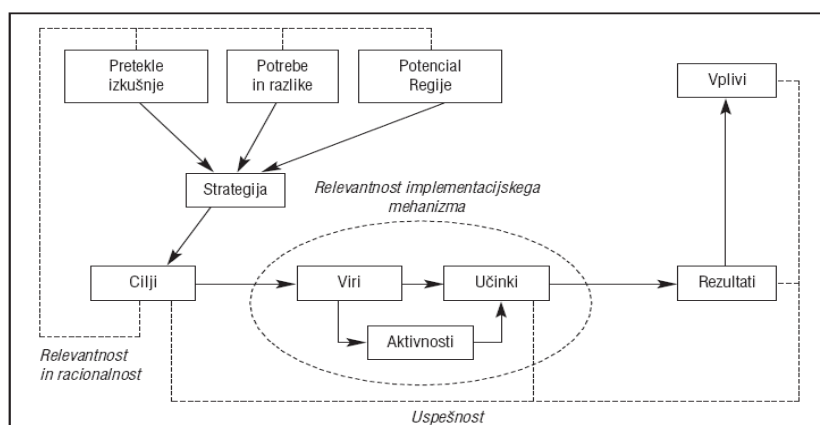 Pretekle
izkušnje
Potrebe
in razlike
Potencial
Regije
Vplivi
Strategija
Relevantnost implementacijskega
mehanizma
Cilji
Viri
Učinki
Rezultati
Aktivnosti
Relevantnost
in racionalnost
Uspešnost